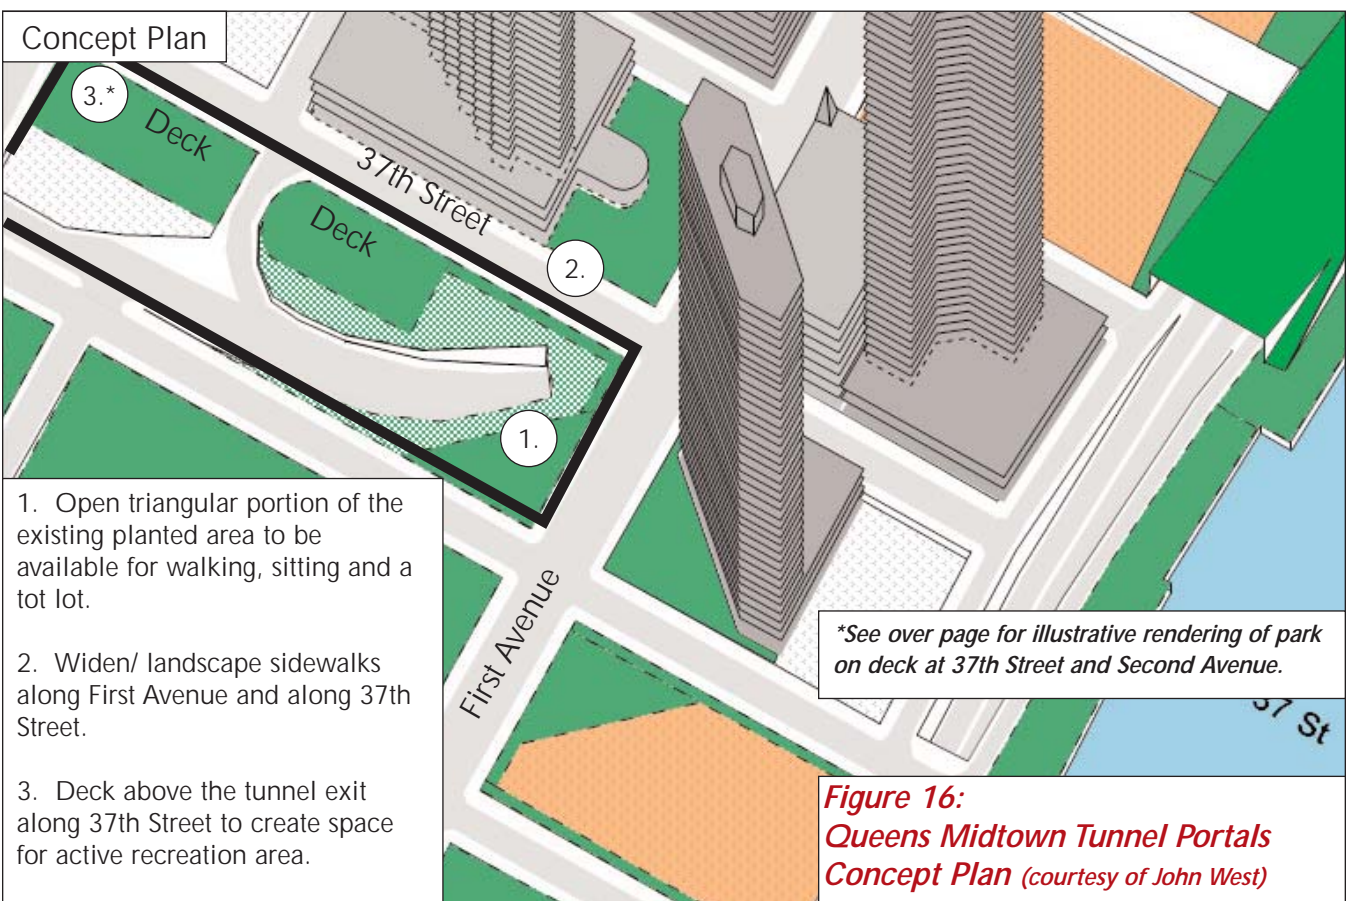 Concept Plan
3.*
Deck
37th Street
Deck
2.
1.
First Avenue
1. Open triangular portion of the
existing planted area to be
available for walking, sitting and a
tot lot.
2. Widen/ landscape sidewalks
along First Avenue and along 37th
Street.
3. Deck above the tunnel exit
along 37th Street to create space
for active recreation area.
*See over page for illustrative rendering of park
on deck at 37th Street and Second Avenue.
37 St
Figure 16:
Queens Midtown Tunnel Portals
Concept Plan (courtesy of John West)